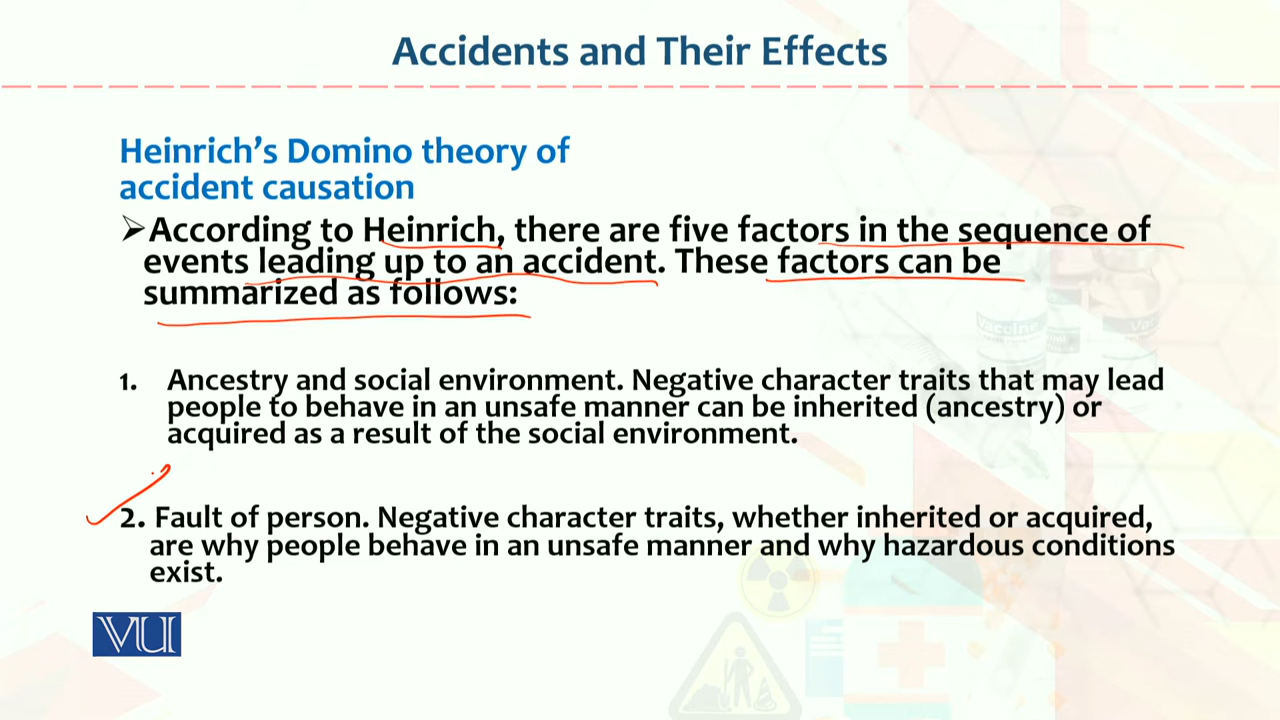 Accidents and Their Effects
Heinrich's Domino theory of
accident causation
➢According to Heinrich, there are five factors in the sequence of
events leading up to an accident. These factors can be
summarized as follows:
Vaccine
Va
1. Ancestry and social environment. Negative character traits that may lead
people to behave in an unsafe manner can be inherited (ancestry) or
acquired as a result of the social environment.
2. Fault of person. Negative character traits, whether inherited or acquired,
are why people behave in an unsafe manner and why hazardous conditions
exist.
VU